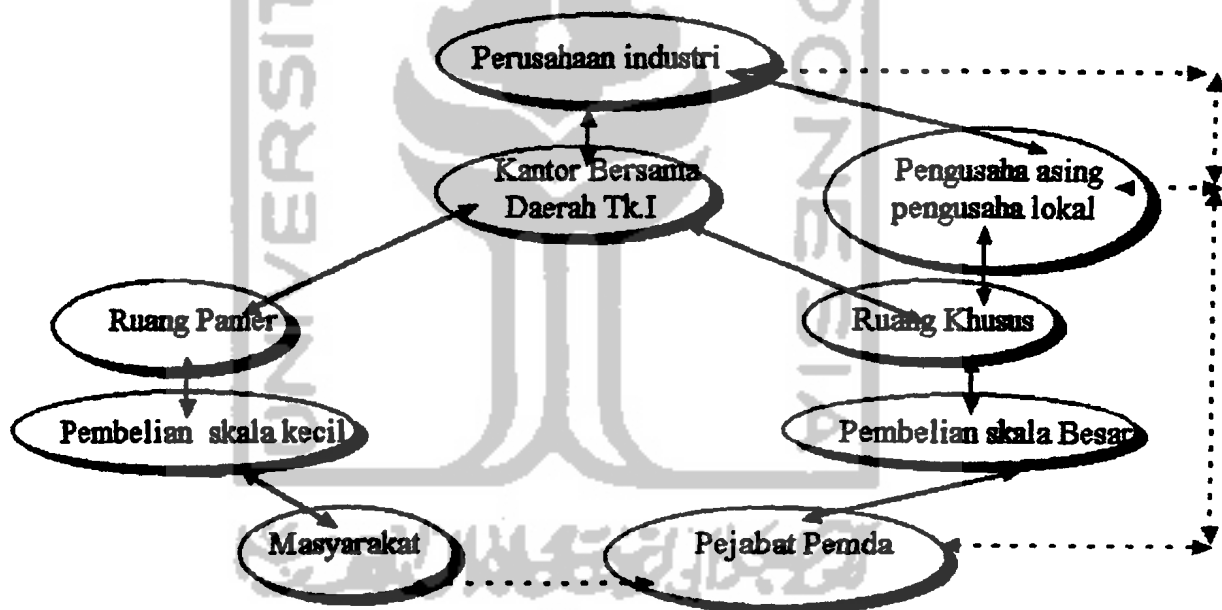 Perusahaan industri
Kantor Bersama
Daerah Tk.I
Pengusaha asing
pengusaha lokal
Ruang Pamer
Ruang Khusus
Pembelian skala kecil
Pembelian skala Besar
Masyarakat
Pejabat Pemda
UNIVERSIT